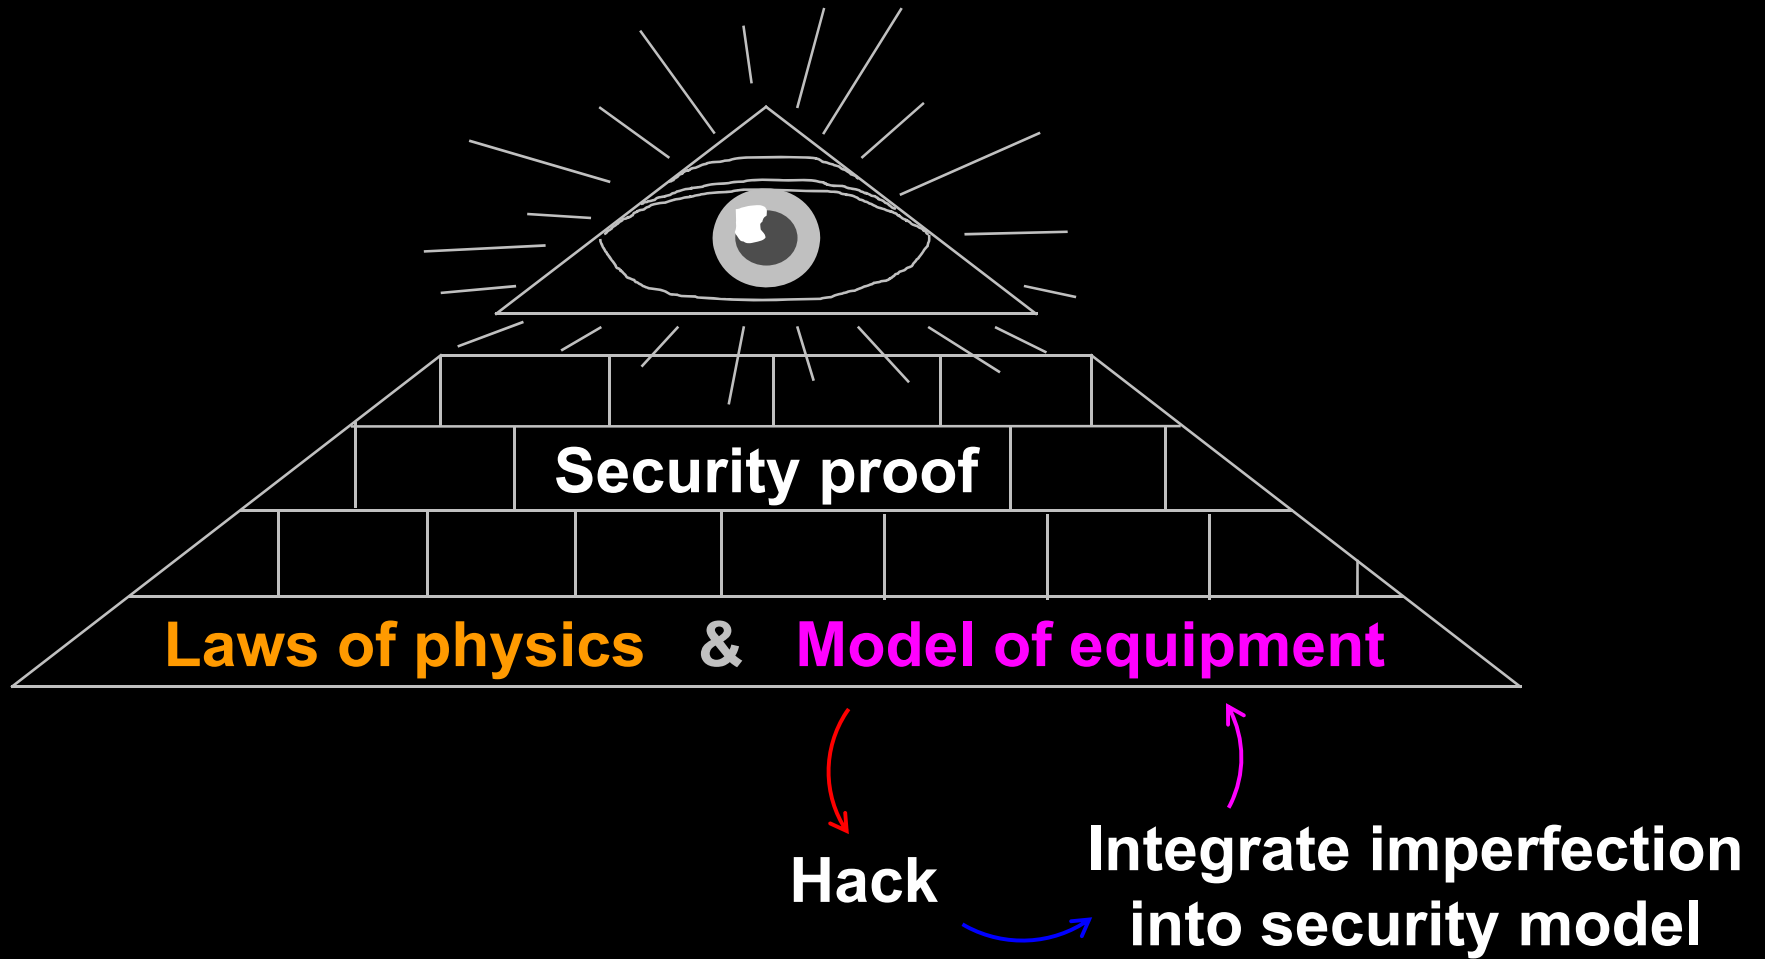 Security proof
Laws of physics & Model of equipment
Hack
Integrate imperfection
into security model